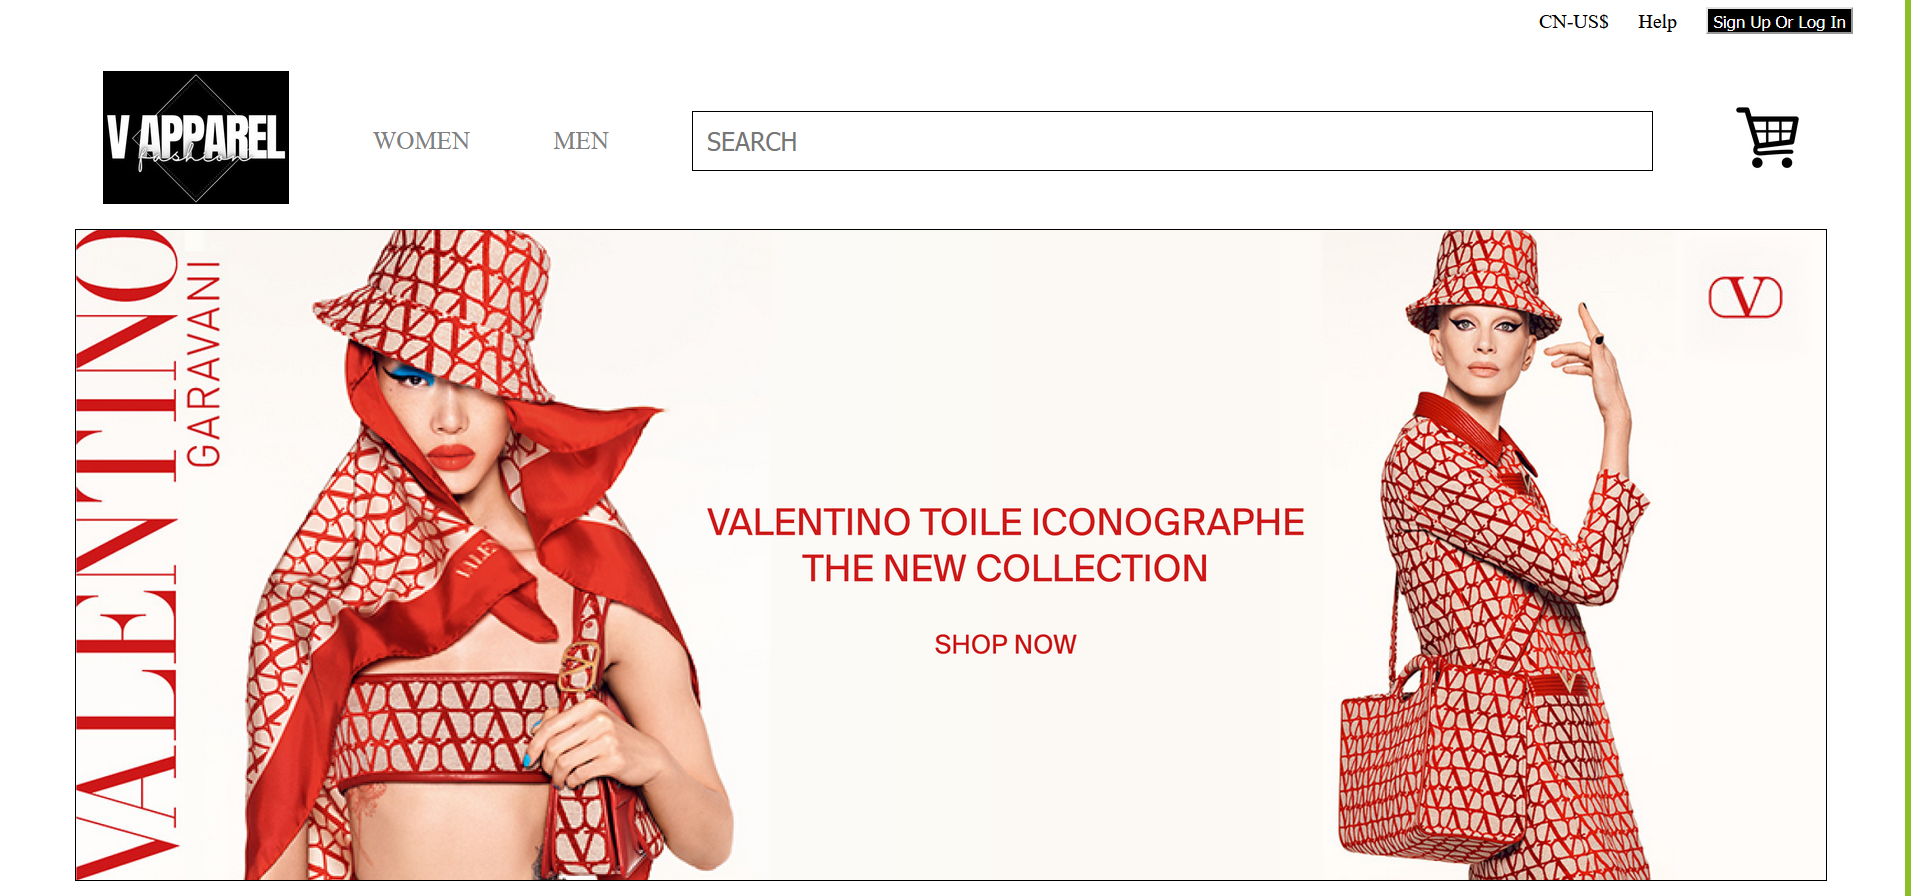 CN-US$ Help Sign Up Or Log In
V APPAREL
fashion
WOMEN MEN SEARCH
VALENTINO
GARAVANI
V
VALENTINO TOILE ICONOGRAPHE
THE NEW COLLECTION
SHOP NOW